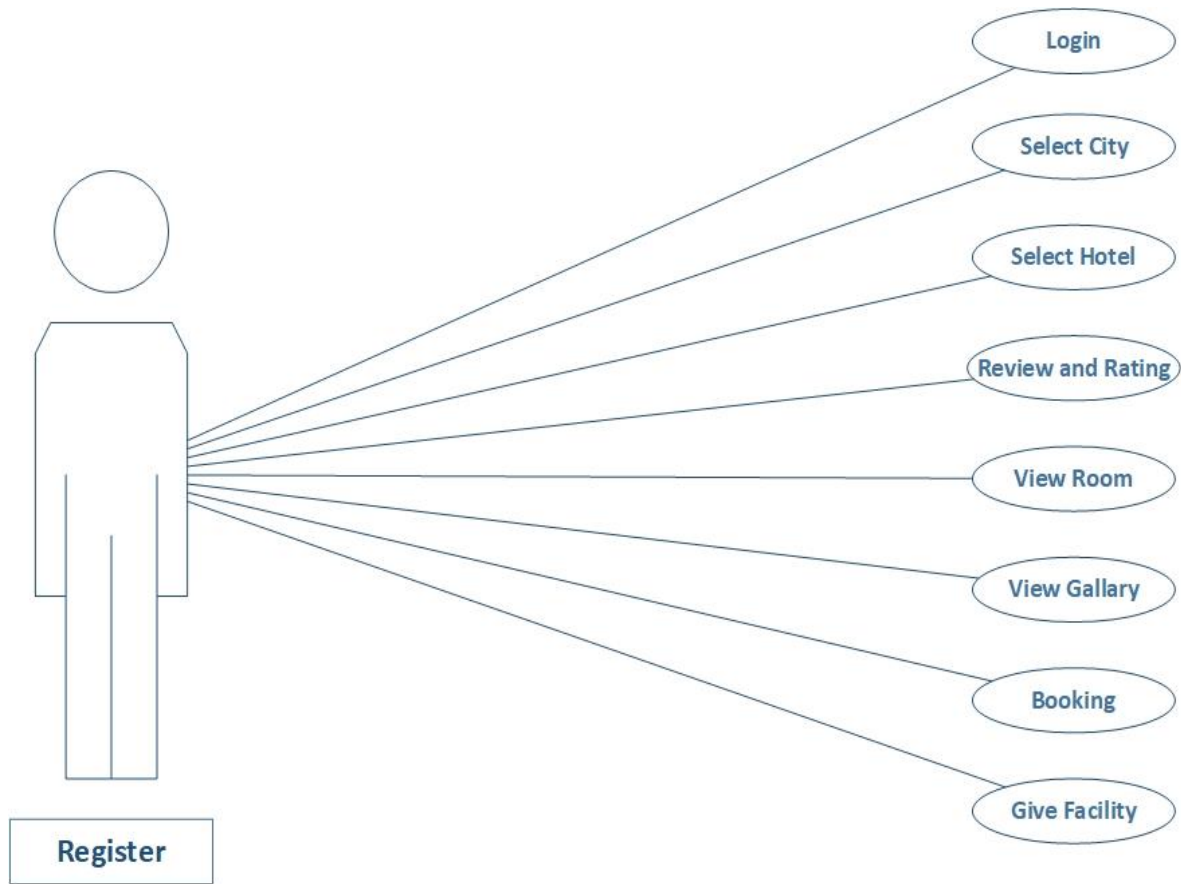 Login
Select City
Select Hotel
Review and Rating
View Room
View Gallary
Booking
Give Facility
Register